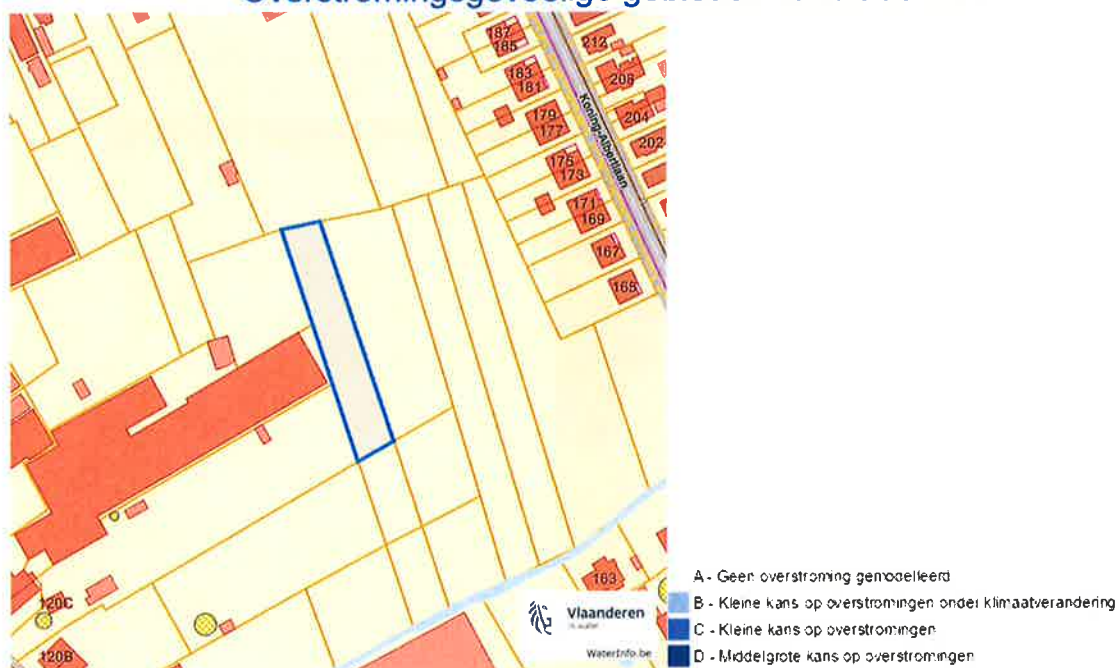 187
185
212
183
181
208
179
177
204
202
Koning-Albertlaan
175
173
171
169
167
165
163
120C
120B
Vlaanderen
is water
Waterinfo.be
A - Geen overstroming gemodelleerd
B - Kleine kans op overstromingen onder klimaatverandering
C - Kleine kans op overstromingen
D - Middelgrote kans op overstromingen